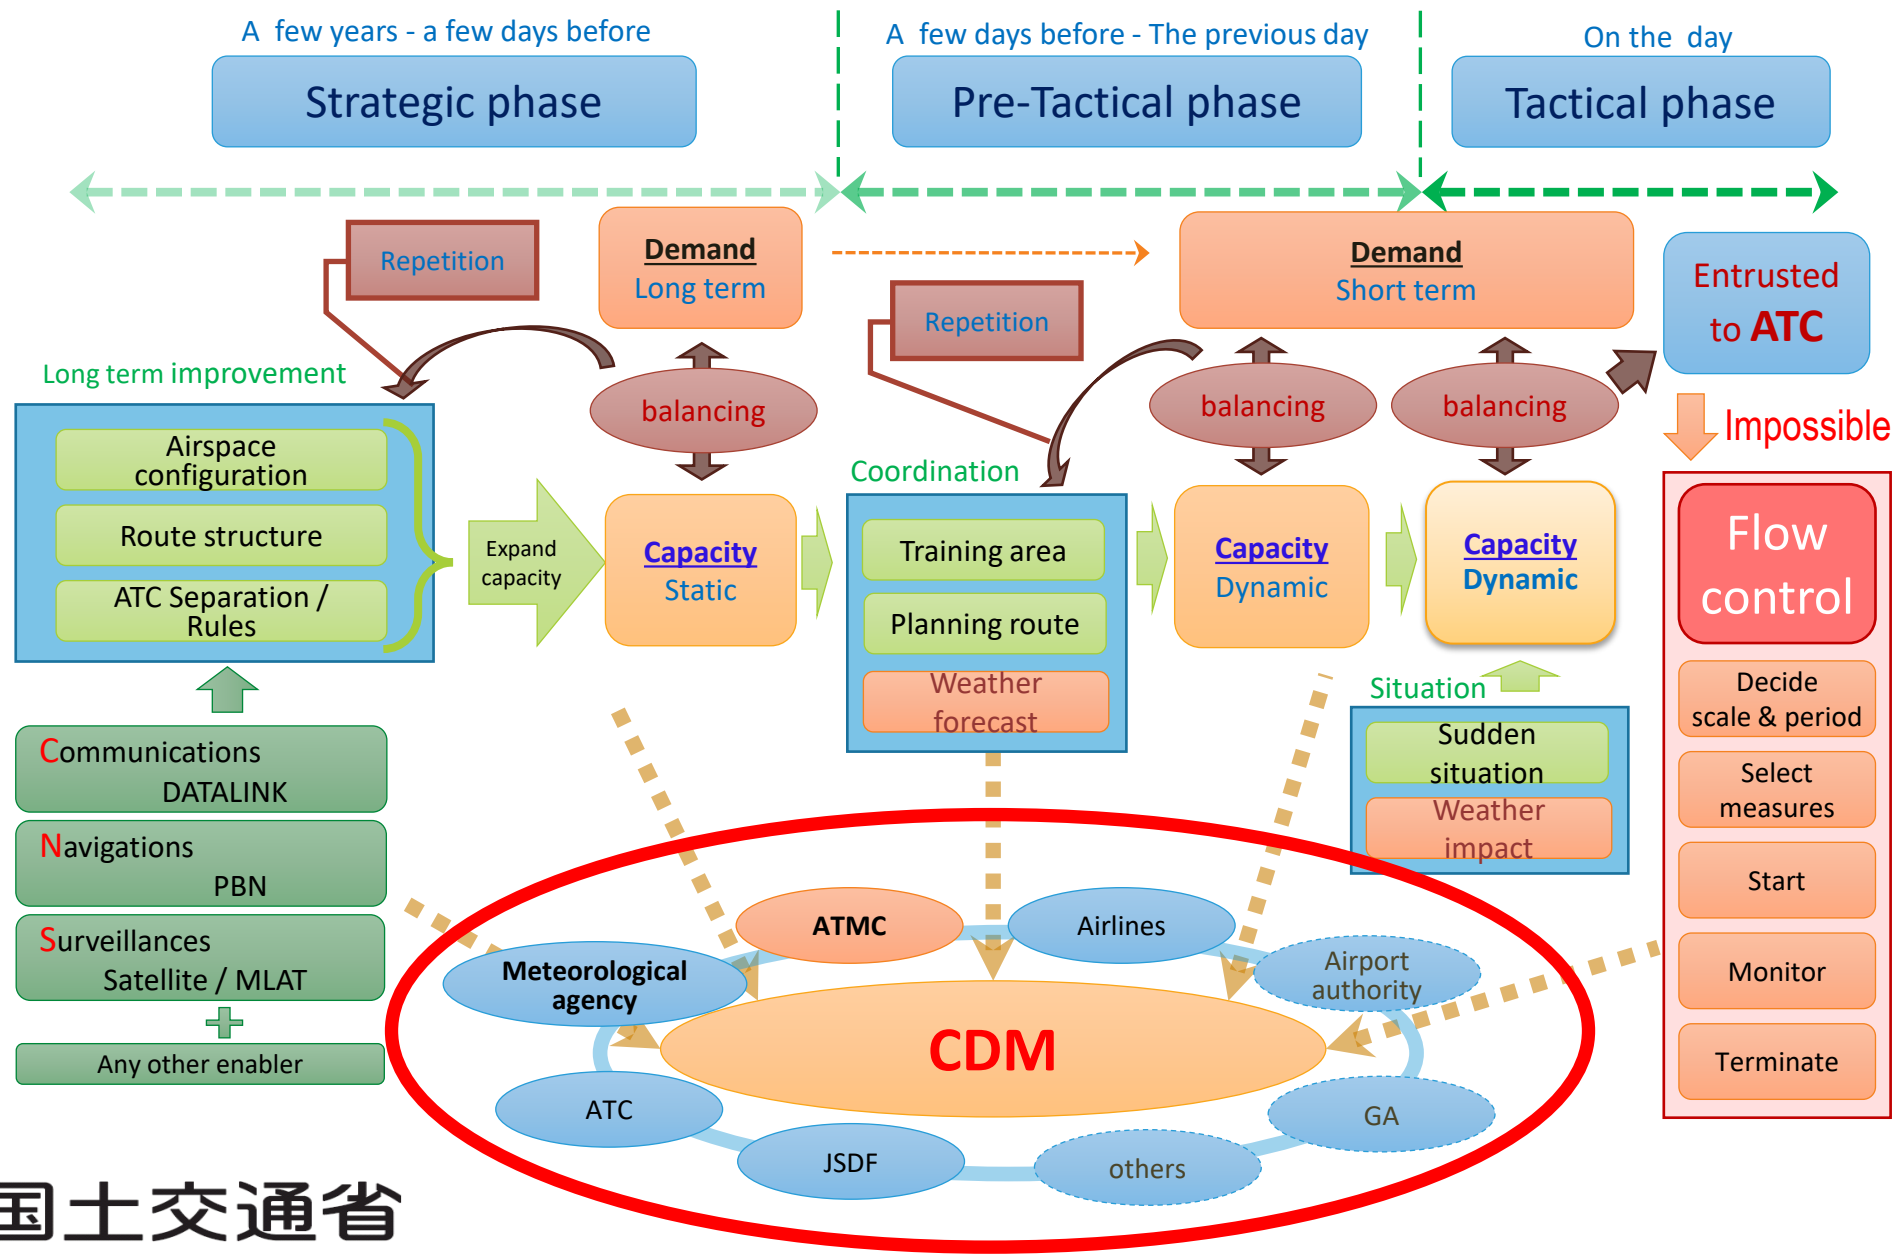 A few years - a few days before
Strategic phase
A few days before - The previous day
Pre-Tactical phase
On the day
Tactical phase
Repetition
Demand
Long term
Repetition
Demand
Short term
Entrusted
to ATC
Impossible
Long term improvement
Airspace
configuration
Route structure
ATC Separation /
Rules
Expand
capacity
balancing
Capacity
Static
Coordination
Training area
Planning route
Weather
forecast
balancing
Capacity
Dynamic
balancing
Capacity
Dynamic
Situation
Sudden
situation
Weather
impact
Flow
control
Decide
scale & period
Select
measures
Start
Monitor
Terminate
Communications
DATALINK
Navigations
PBN
Surveillances
Satellite / MLAT
Any other enabler
ATMC
Airlines
Meteorological
agency
Airport
authority
CDM
ATC
GA
JSDF
others
国土交通省